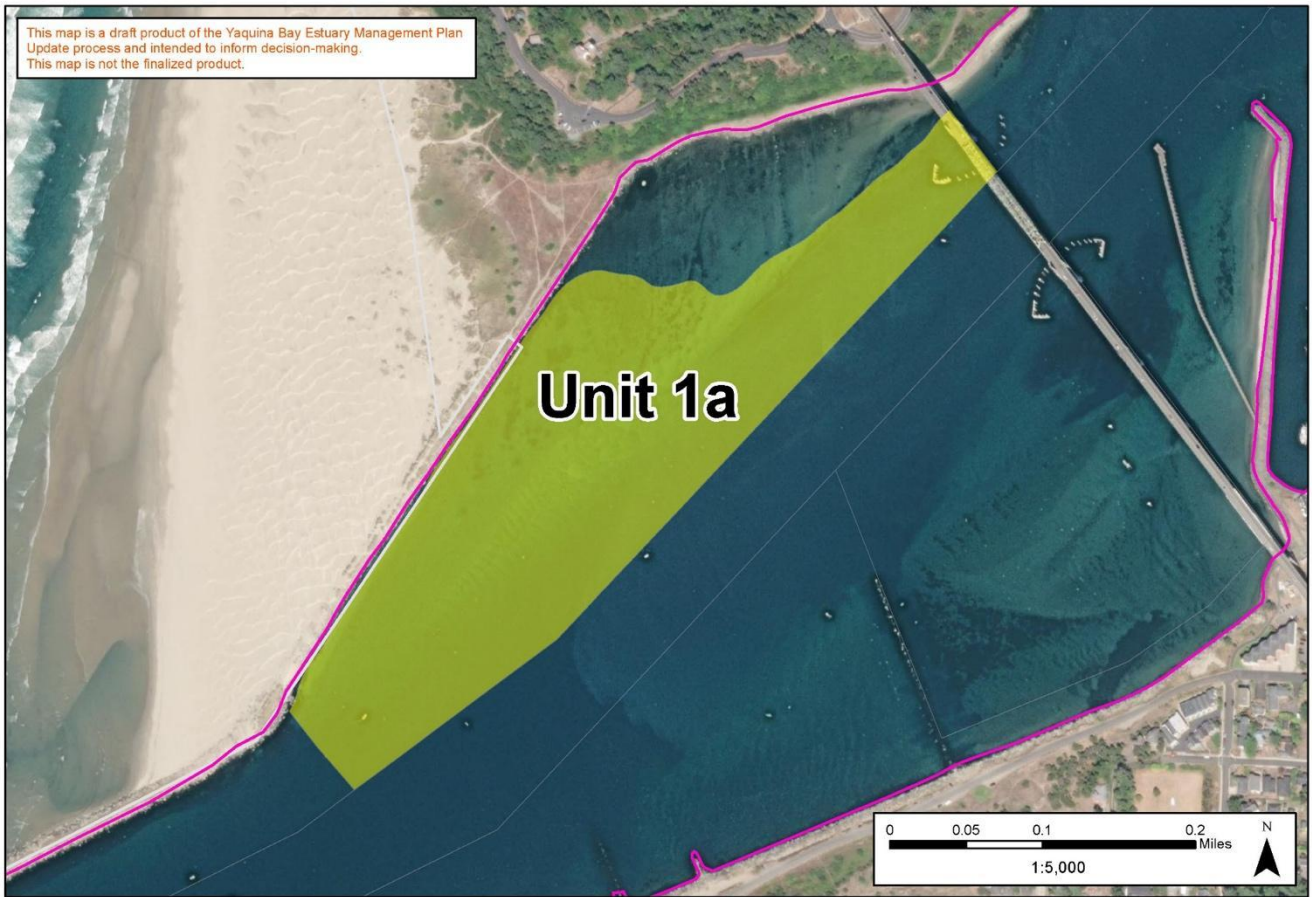 This map is a draft product of the Yaquina Bay Estuary Management Plan
Update process and intended to inform decision-making.
This map is not the finalized product.
Unit 1a
0 0.05 0.1 0.2
Miles
1:5,000
N